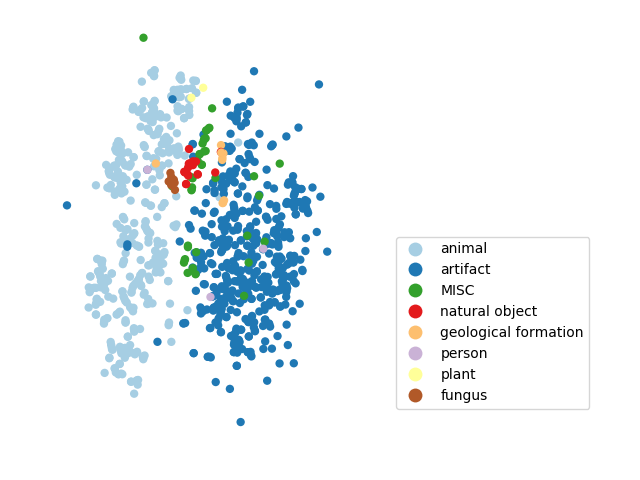 animal
artifact
MISC
natural object
geological formation
person
plant
fungus